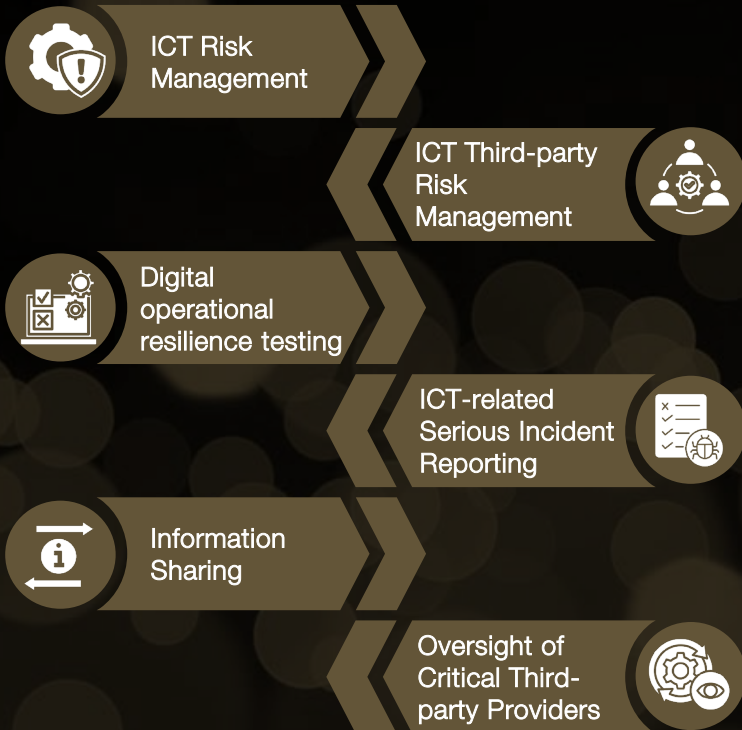 ICT Risk
Management
ICT Third-party
Risk
Management
Digital
operational
resilience testing
ICT-related
Serious Incident
Reporting
Information
Sharing
Oversight of
Critical Third-
party Providers